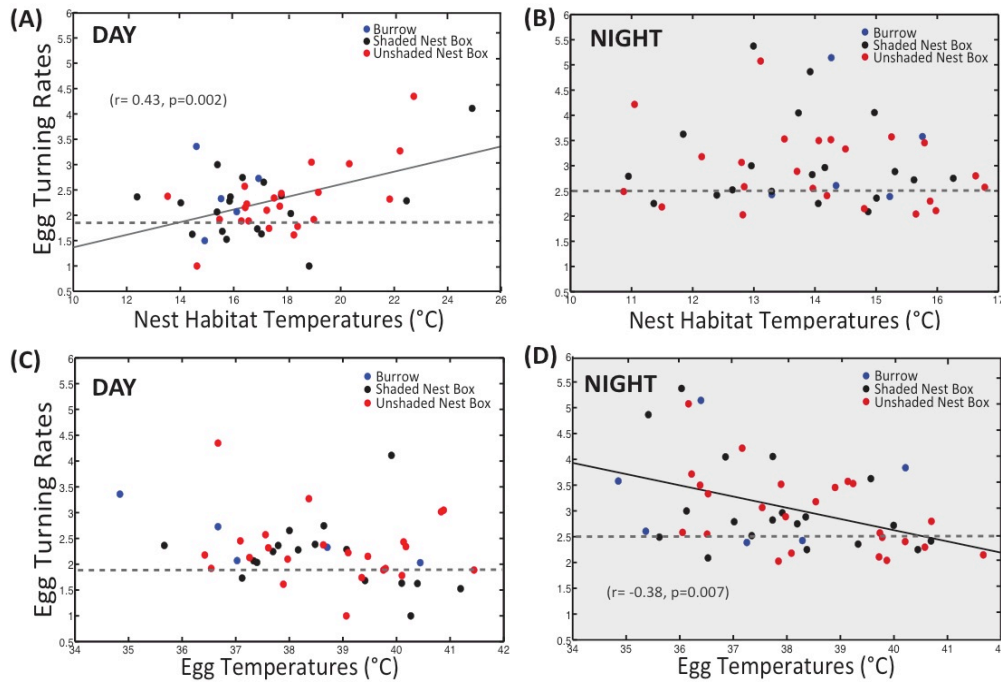 (A)
DAY
Burrow
Shaded Nest Box
Unshaded Nest Box
(r= 0.43, p=0.002)
Egg Turning Rates
6
5.5
5
4.5
4
3.5
3
2.5
2
1.5
1
0.5
10
12
14
16
18
20
22
24
26
Nest Habitat Temperatures (°C)
(B)
NIGHT
Burrow
Shaded Nest Box
Unshaded Nest Box
6
5.5
5
4.5
4
3.5
3
2.5
2
1.5
1
0.5
10
11
12
13
14
15
16
17
Nest Habitat Temperatures (°C)
(C)
DAY
Burrow
Shaded Nest Box
Unshaded Nest Box
Egg Turning Rates
6
5.5
5
4.5
4
3.5
3
2.5
2
1.5
1
0.5
34
35
36
37
38
39
40
41
42
Egg Temperatures (°C)
(D)
NIGHT
Burrow
Shaded Nest Box
Unshaded Nest Box
(r= -0.38, p=0.007)
6
5.5
5
4.5
4
3.5
3
2.5
2
1.5
1
0.5
34
35
36
37
38
39
40
41
Egg Temperatures (°C)